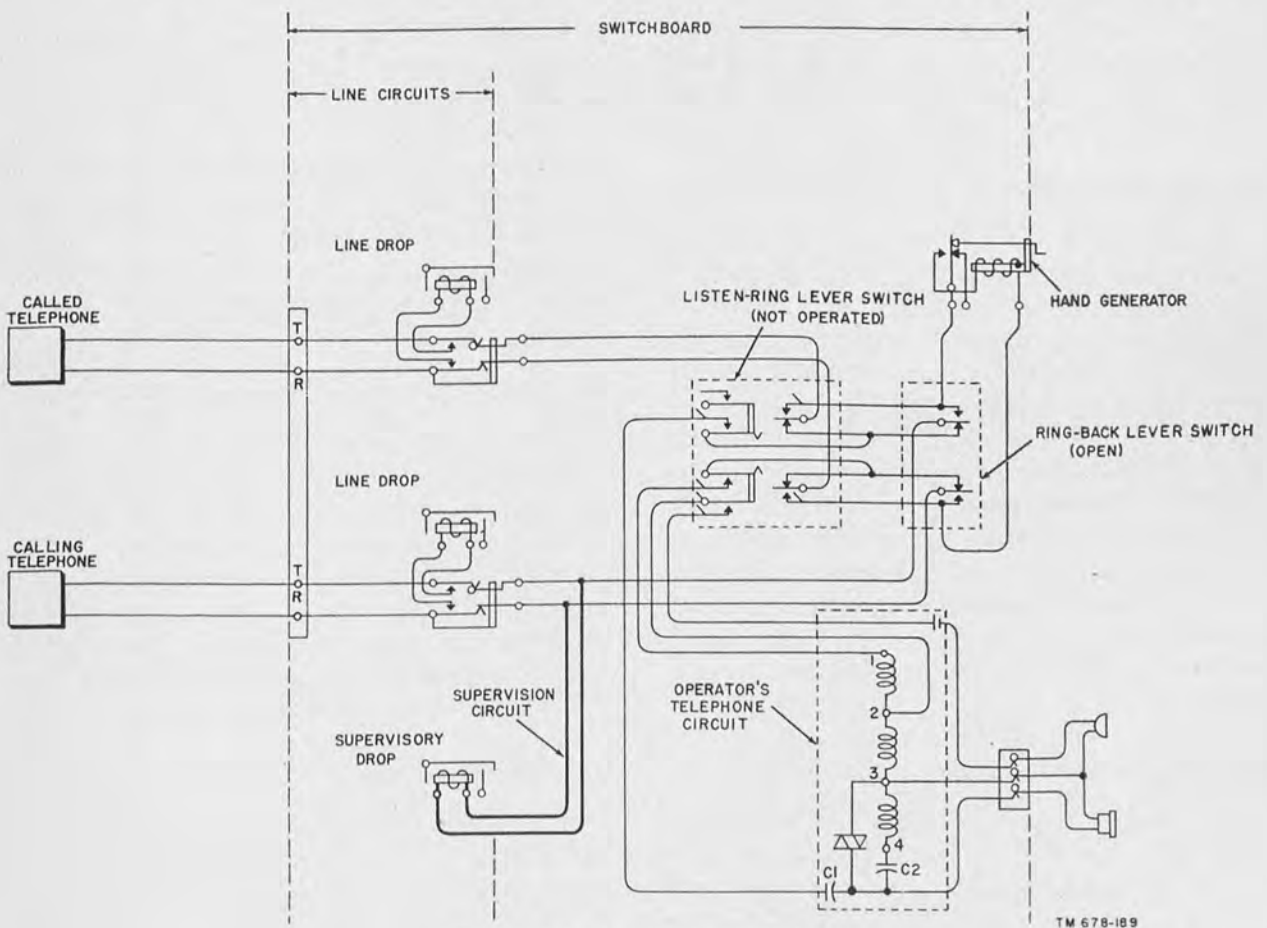 SWITCHBOARD
LINE CIRCUITS
LINE DROP
CALLED
TELEPHONE
T
R
LISTEN-RING LEVER SWITCH
(NOT OPERATED)
HAND GENERATOR
RING-BACK LEVER SWITCH
(OPEN)
LINE DROP
CALLING
TELEPHONE
T
R
SUPERVISION
CIRCUIT
SUPERVISORY
DROP
OPERATOR'S
TELEPHONE
CIRCUIT
1
2
3
4
C1
C2
TM 678-189